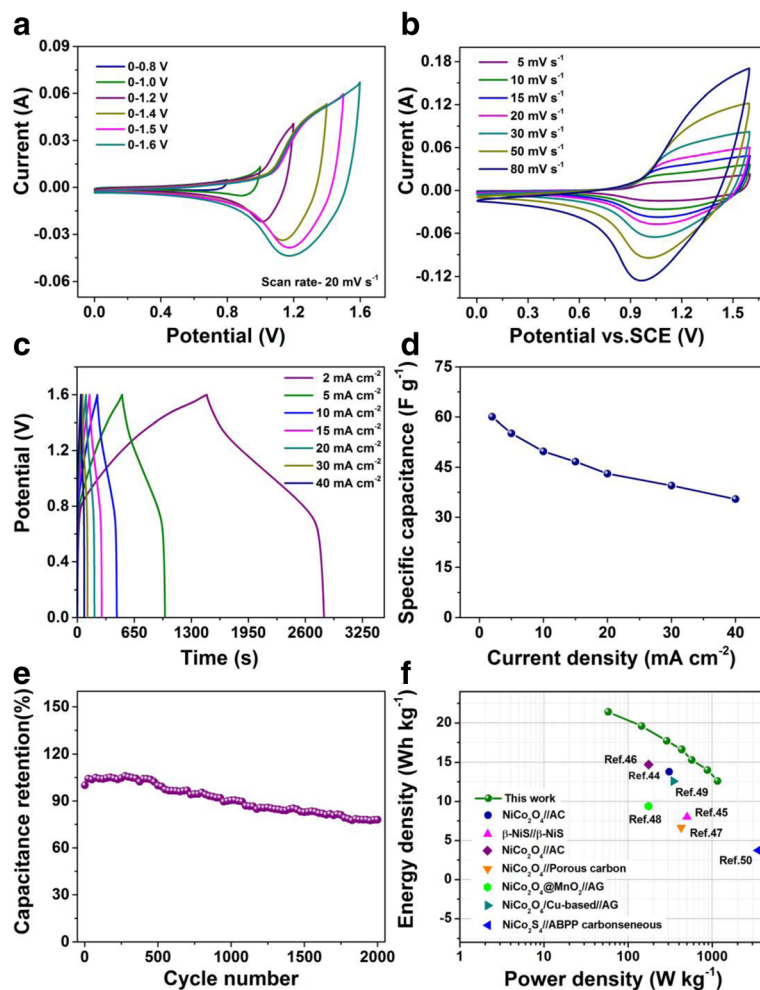 a
0.09
0.06
0.03
0.00
-0.03
-0.06
Current (A)
0-0.8 V
0-1.0 V
0-1.2 V
0-1.4 V
0-1.5 V
0-1.6 V
Scan rate- 20 mV s⁻¹
0.0 0.4 0.8 1.2 1.6
Potential (V)
b
0.18
0.12
0.06
0.00
-0.06
-0.12
Current (A)
5 mV s⁻¹
10 mV s⁻¹
15 mV s⁻¹
20 mV s⁻¹
30 mV s⁻¹
50 mV s⁻¹
80 mV s⁻¹
0.0 0.3 0.6 0.9 1.2 1.5
Potential vs.SCE (V)
c
2.0
1.6
1.2
0.8
0.4
0.0
Potential (V)
2 mA cm⁻²
5 mA cm⁻²
10 mA cm⁻²
15 mA cm⁻²
20 mA cm⁻²
30 mA cm⁻²
40 mA cm⁻²
0 650 1300 1950 2600 3250
Time (s)
d
75
60
45
30
15
0
Specific capacitance (F g⁻¹)
0 10 20 30 40
Current density (mA cm⁻²)
e
150
125
100
75
50
25
0
Capacitance retention(%)
0 500 1000 1500 2000
Cycle number
f
25
20
15
10
5
0
-5
Energy density (Wh kg⁻¹)
Ref.46
Ref.44
Ref.49
Ref.48
Ref.45
Ref.47
Ref.50
This work
NiCo₂O₄//AC
β-NiS//β-NiS
NiCo₂O₄//AC
NiCo₂O₄//Porous carbon
NiCo₂O₄@MnO₂//AG
NiCo₂O₄/Cu-based//AG
NiCo₂S₄//ABPP carbonseneous
1 10 100 1000
Power density (W kg⁻¹)